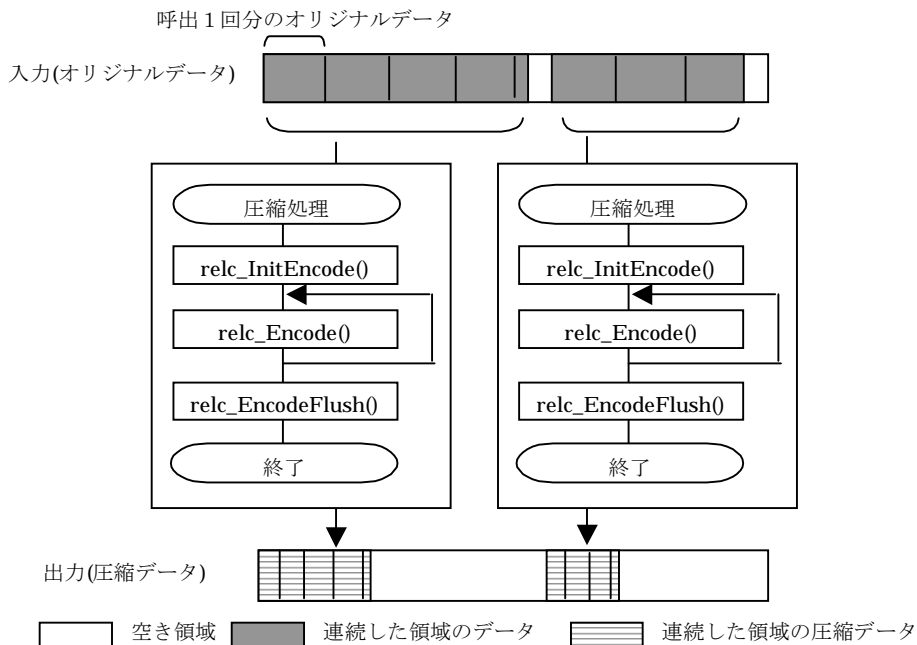 呼出１回分のオリジナルデータ
入力(オリジナルデータ)
圧縮処理
relc_InitEncode()
relc_Encode()
relc_EncodeFlush()
終了
圧縮処理
relc_InitEncode()
relc_Encode()
relc_EncodeFlush()
終了
出力(圧縮データ)
空き領域 連続した領域のデータ 連続した領域の圧縮データ